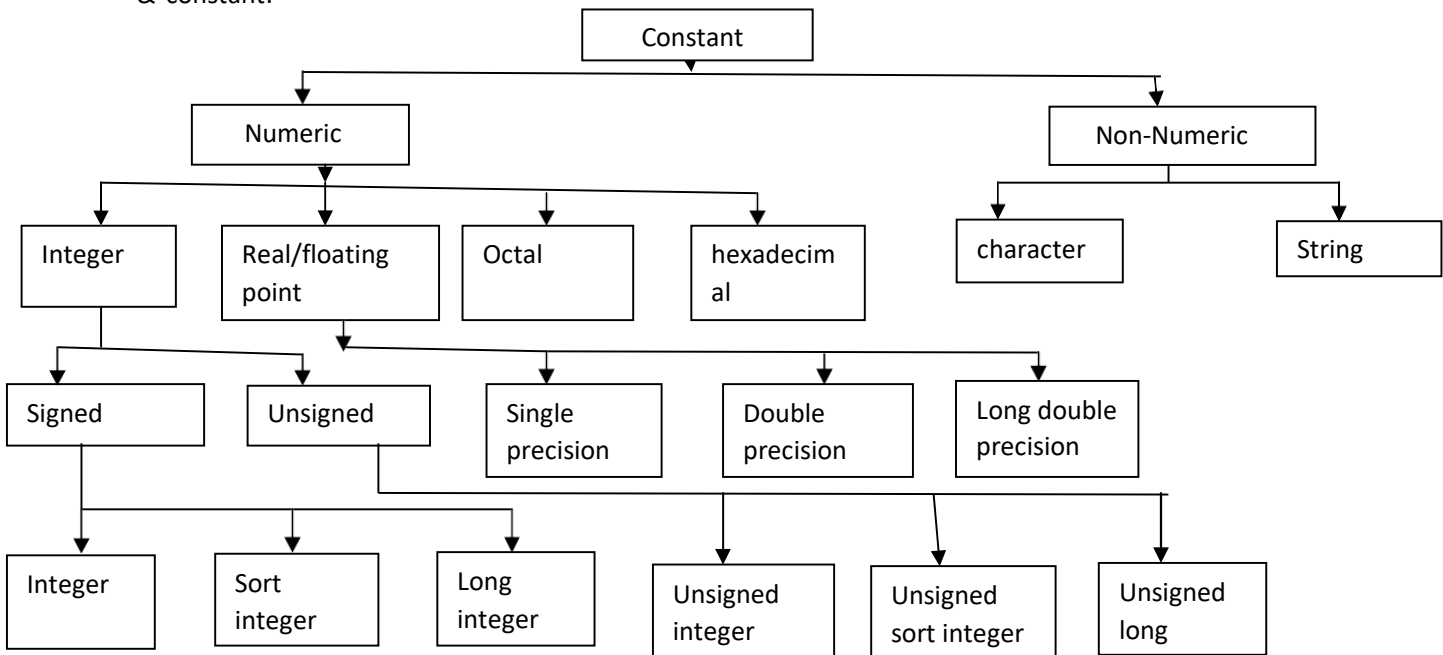 & constant.
Constant
Numeric
Non-Numeric
Integer
Real/floating
point
Octal
hexadecim
al
character
String
Signed
Unsigned
Single
precision
Double
precision
Long double
precision
Integer
Sort
integer
Long
integer
Unsigned
integer
Unsigned
sort integer
Unsigned
long